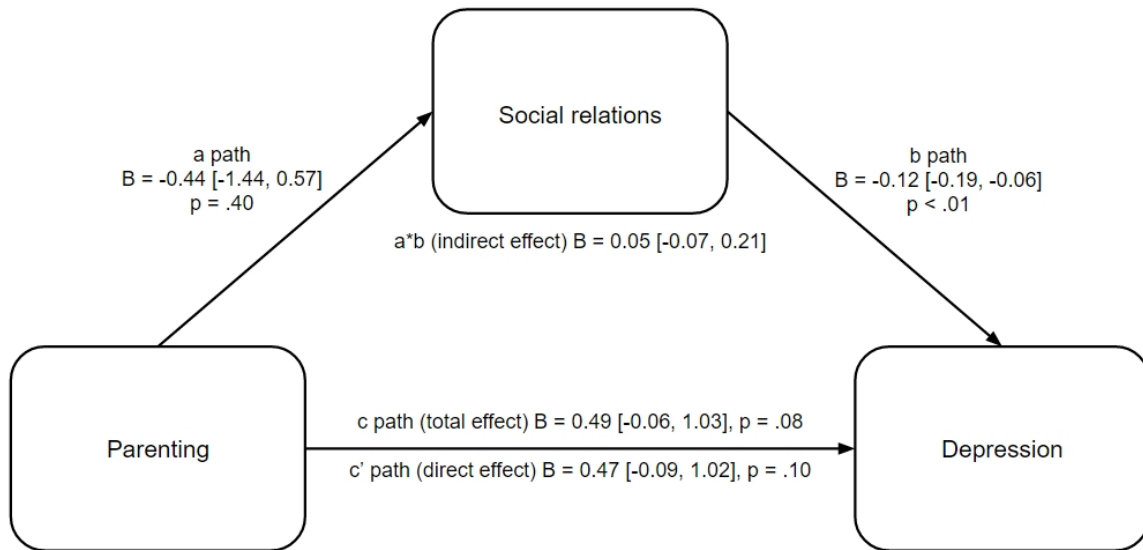 Social relations
a path
B = -0.44 [-1.44, 0.57]
p = .40
b path
B = -0.12 [-0.19, -0.06]
p < .01
a*b (indirect effect) B = 0.05 [-0.07, 0.21]
Parenting
c path (total effect) B = 0.49 [-0.06, 1.03], p = .08
c' path (direct effect) B = 0.47 [-0.09, 1.02], p = .10
Depression